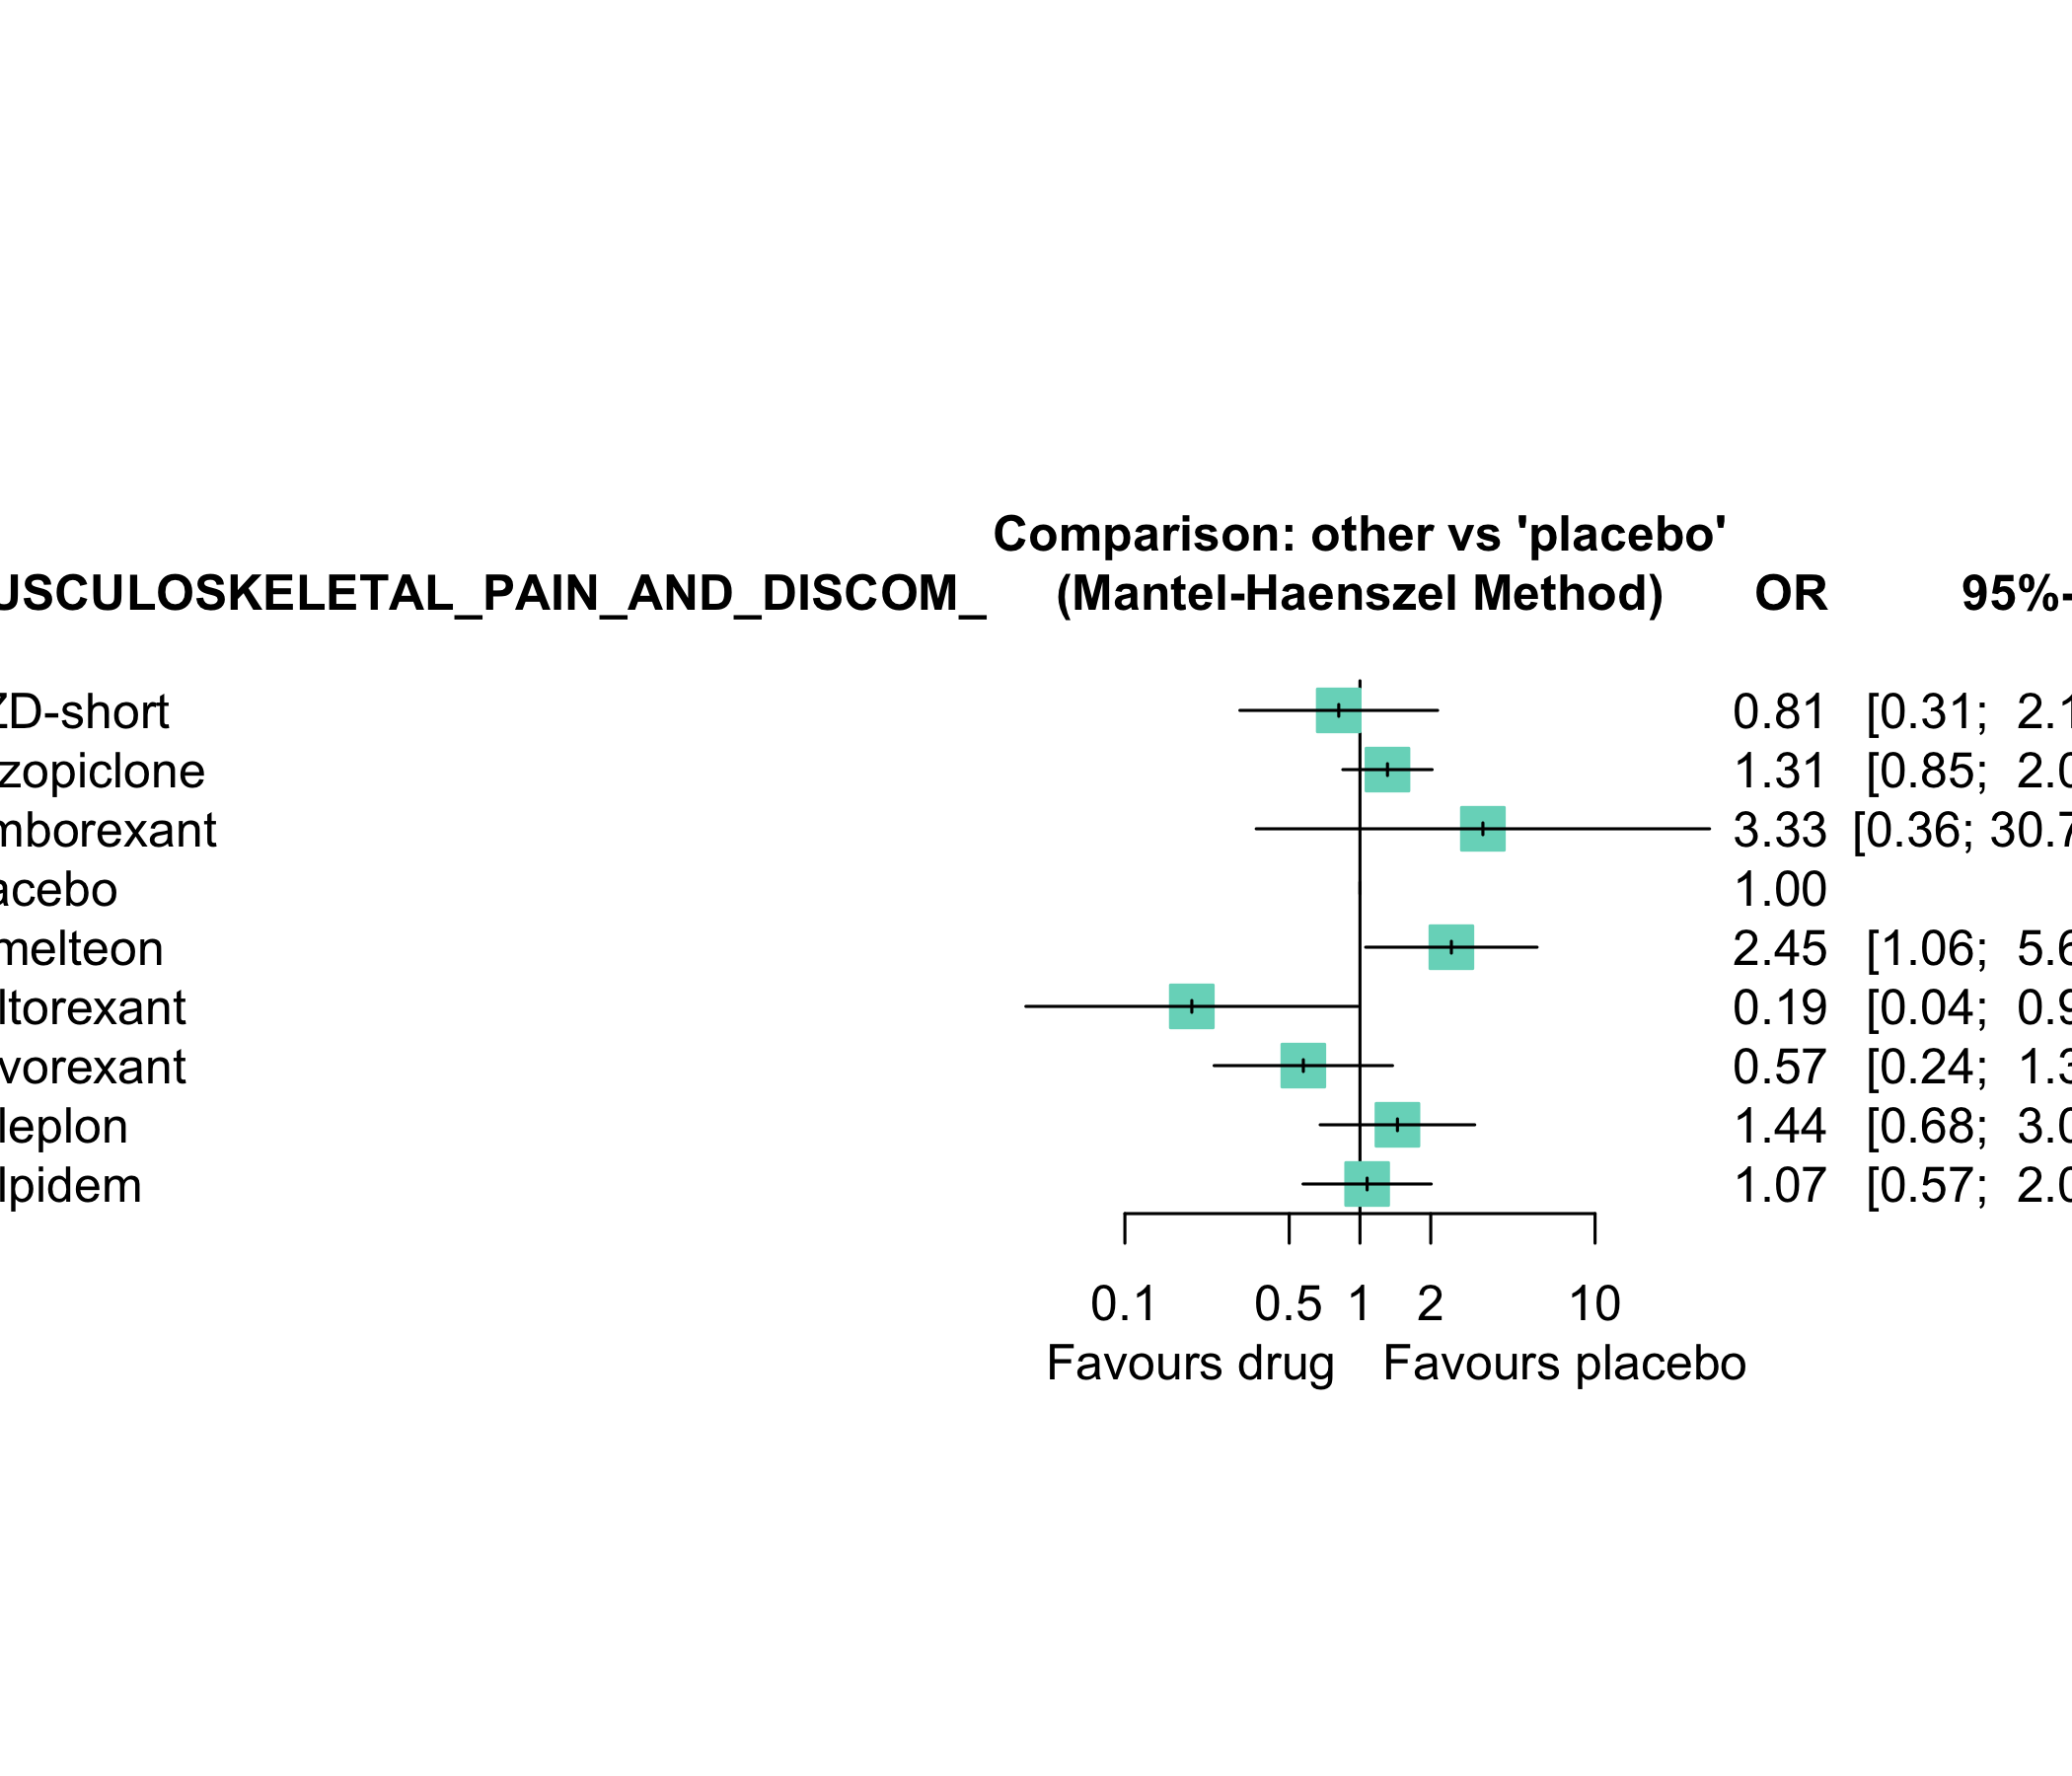 Comparison: other vs 'placebo'
USCULOSKELETAL_PAIN_AND_DISCOM_ (Mantel-Haenszel Method) OR 95%-
ZD-short 0.81 [0.31; 2.1
zopiclone 1.31 [0.85; 2.0
mborexant 3.33 [0.36; 30.7
acebo 1.00
melteon 2.45 [1.06; 5.6
ltorexant 0.19 [0.04; 0.9
vorexant 0.57 [0.24; 1.3
leplon 1.44 [0.68; 3.0
lpidem 1.07 [0.57; 2.0
0.1 0.5 1 2 10
Favours drug Favours placebo